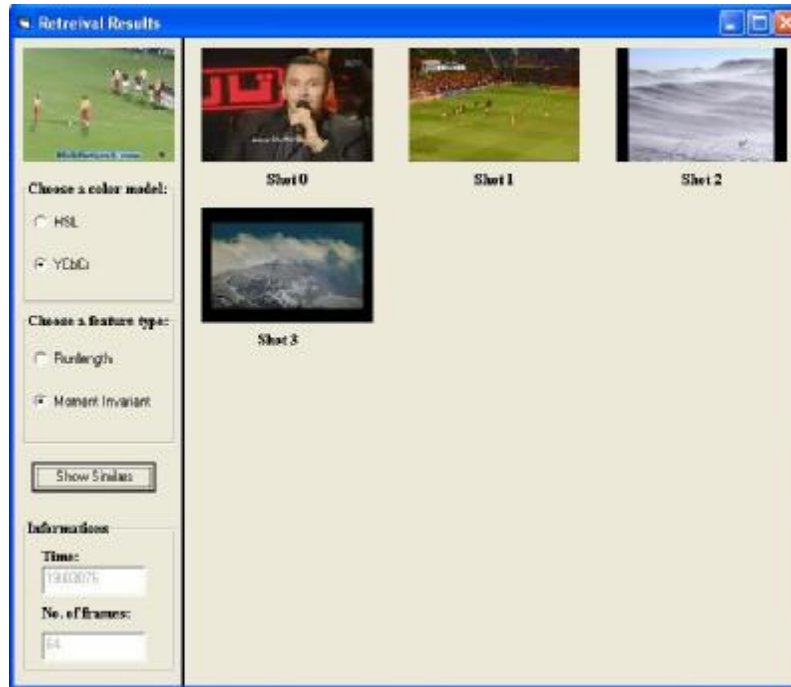 Retreival Results
Choose a color model:
HSL
YCbCr
Choose a feature type:
Runlength
Moment Invariant
Show Similars
Informations
Time:
No. of frames:
64
Shot 0
Shot 1
Shot 2
Shot 3